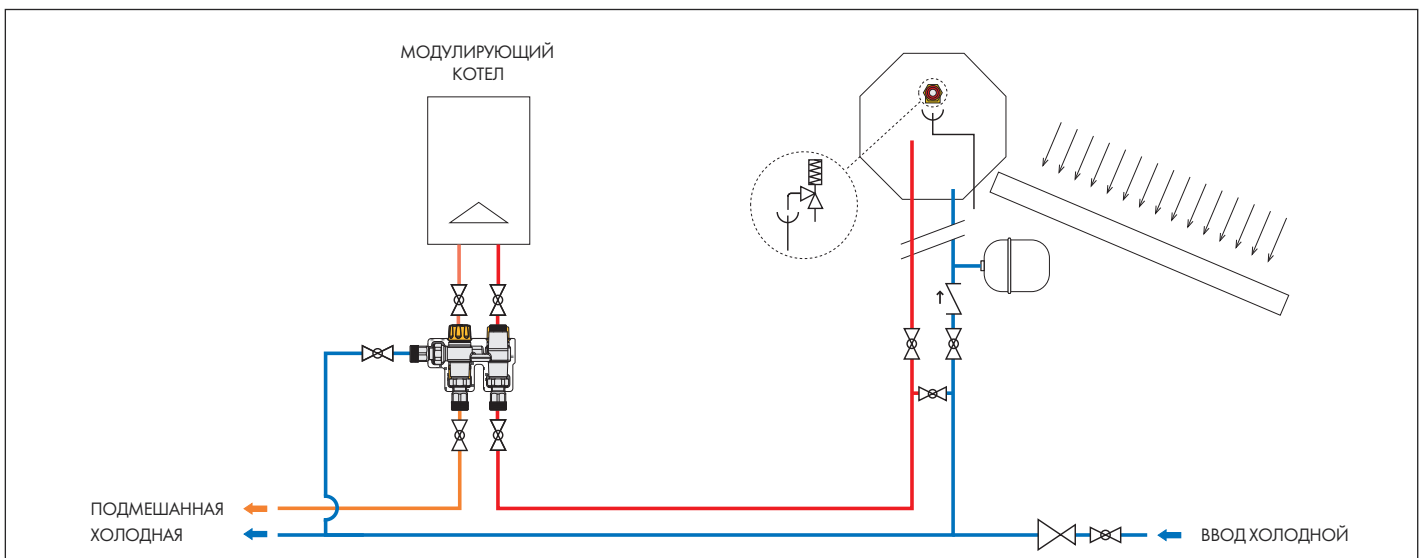 МОДУЛИРУЮЩИЙ
КОТЕЛ
ПОДМЕШАННАЯ
ХОЛОДНАЯ
ВВОД ХОЛОДНОЙ